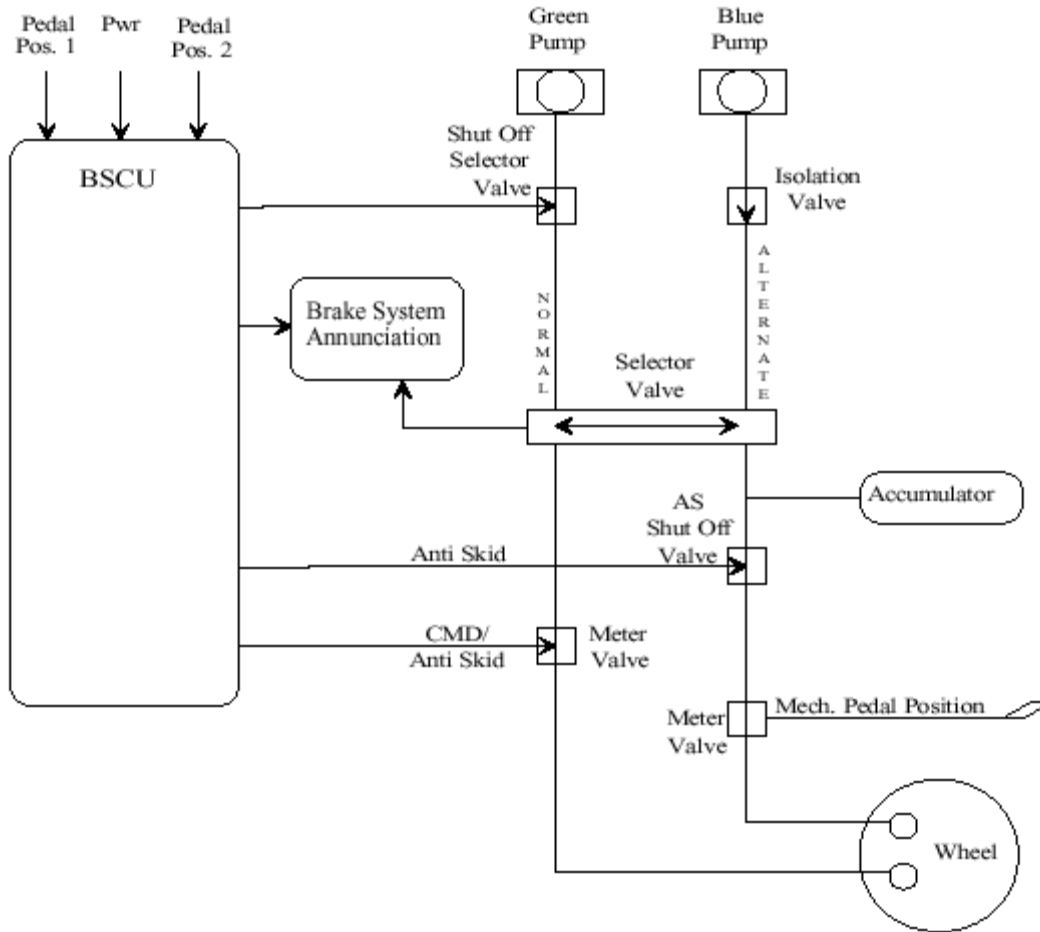 Pedal
Pos. 1
Pwr
Pedal
Pos. 2
Green
Pump
Blue
Pump
BSCU
Shut Off
Selector
Valve
Isolation
Valve
Brake System
Annunciation
NORMAL
ALTERNATE
Selector
Valve
Accumulator
AS
Shut Off
Valve
Anti Skid
CMD/
Anti Skid
Meter
Valve
Mech. Pedal Position
Meter
Valve
Wheel